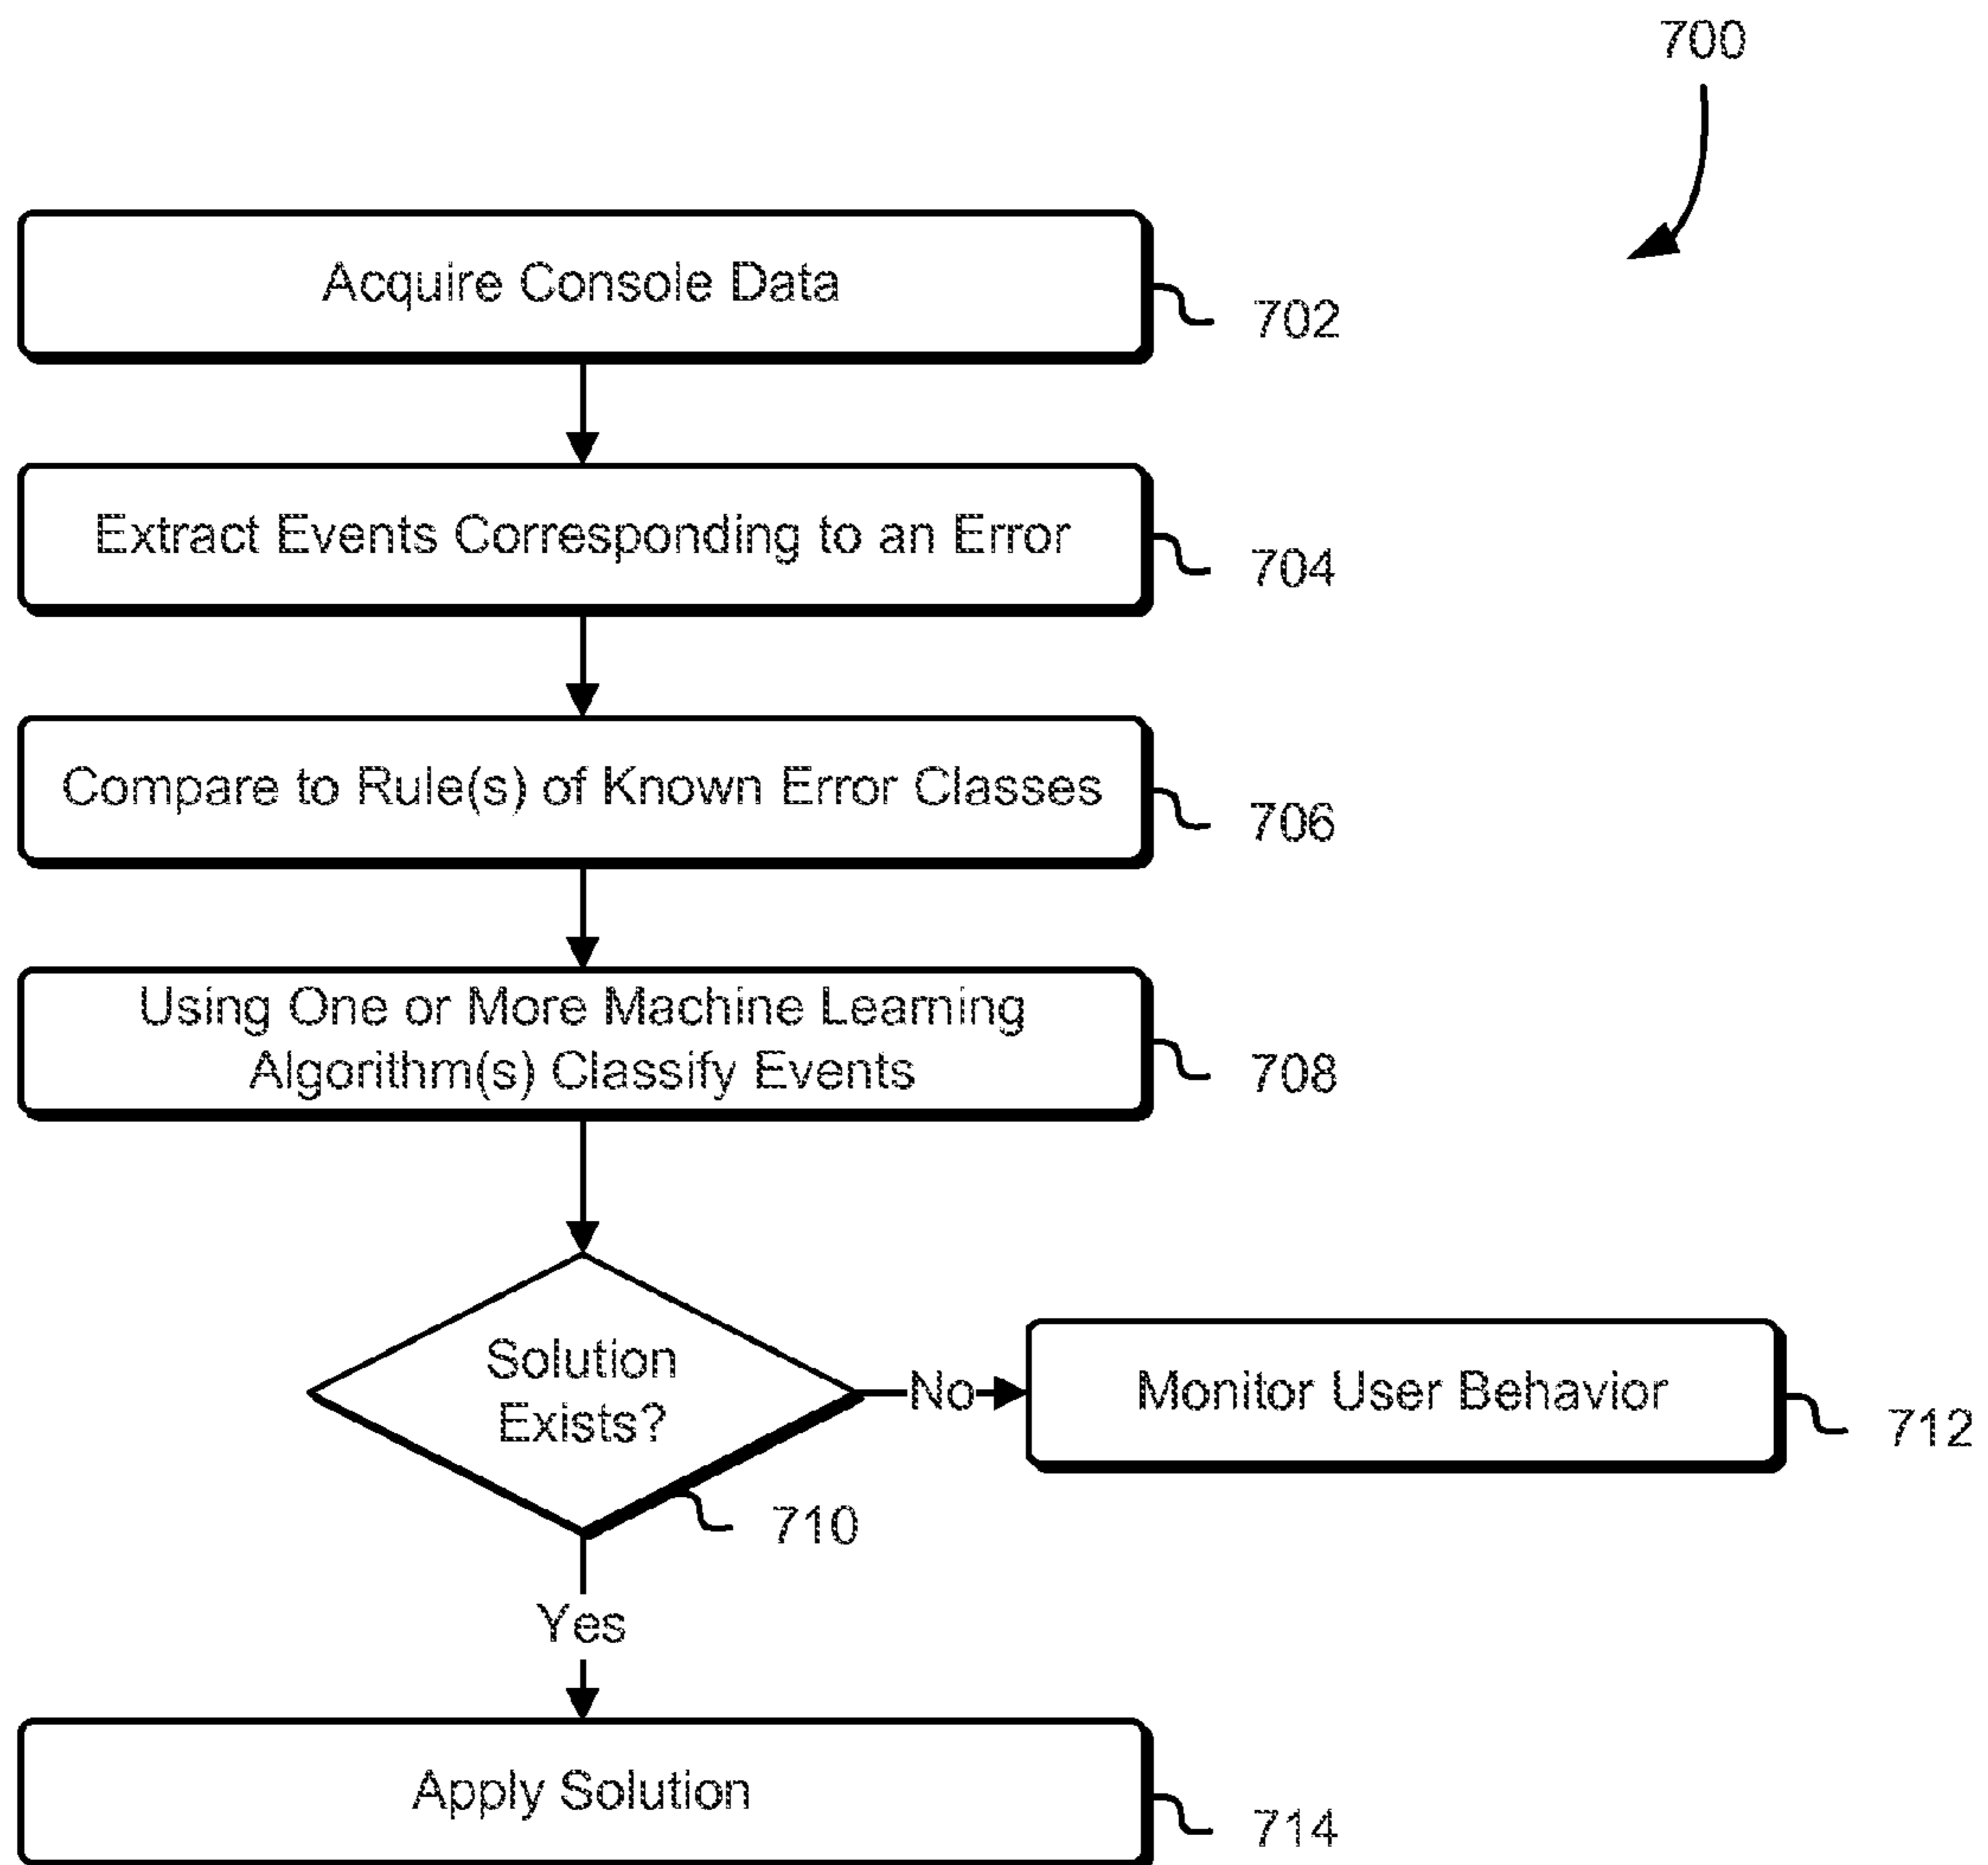 700
Acquire Console Data
702
Extract Events Corresponding to an Error
704
Compare to Rule(s) of Known Error Classes
706
Using One or More Machine Learning
Algorithm(s) Classify Events
708
Solution
Exists?
No
Monitor User Behavior
712
710
Yes
Apply Solution
714